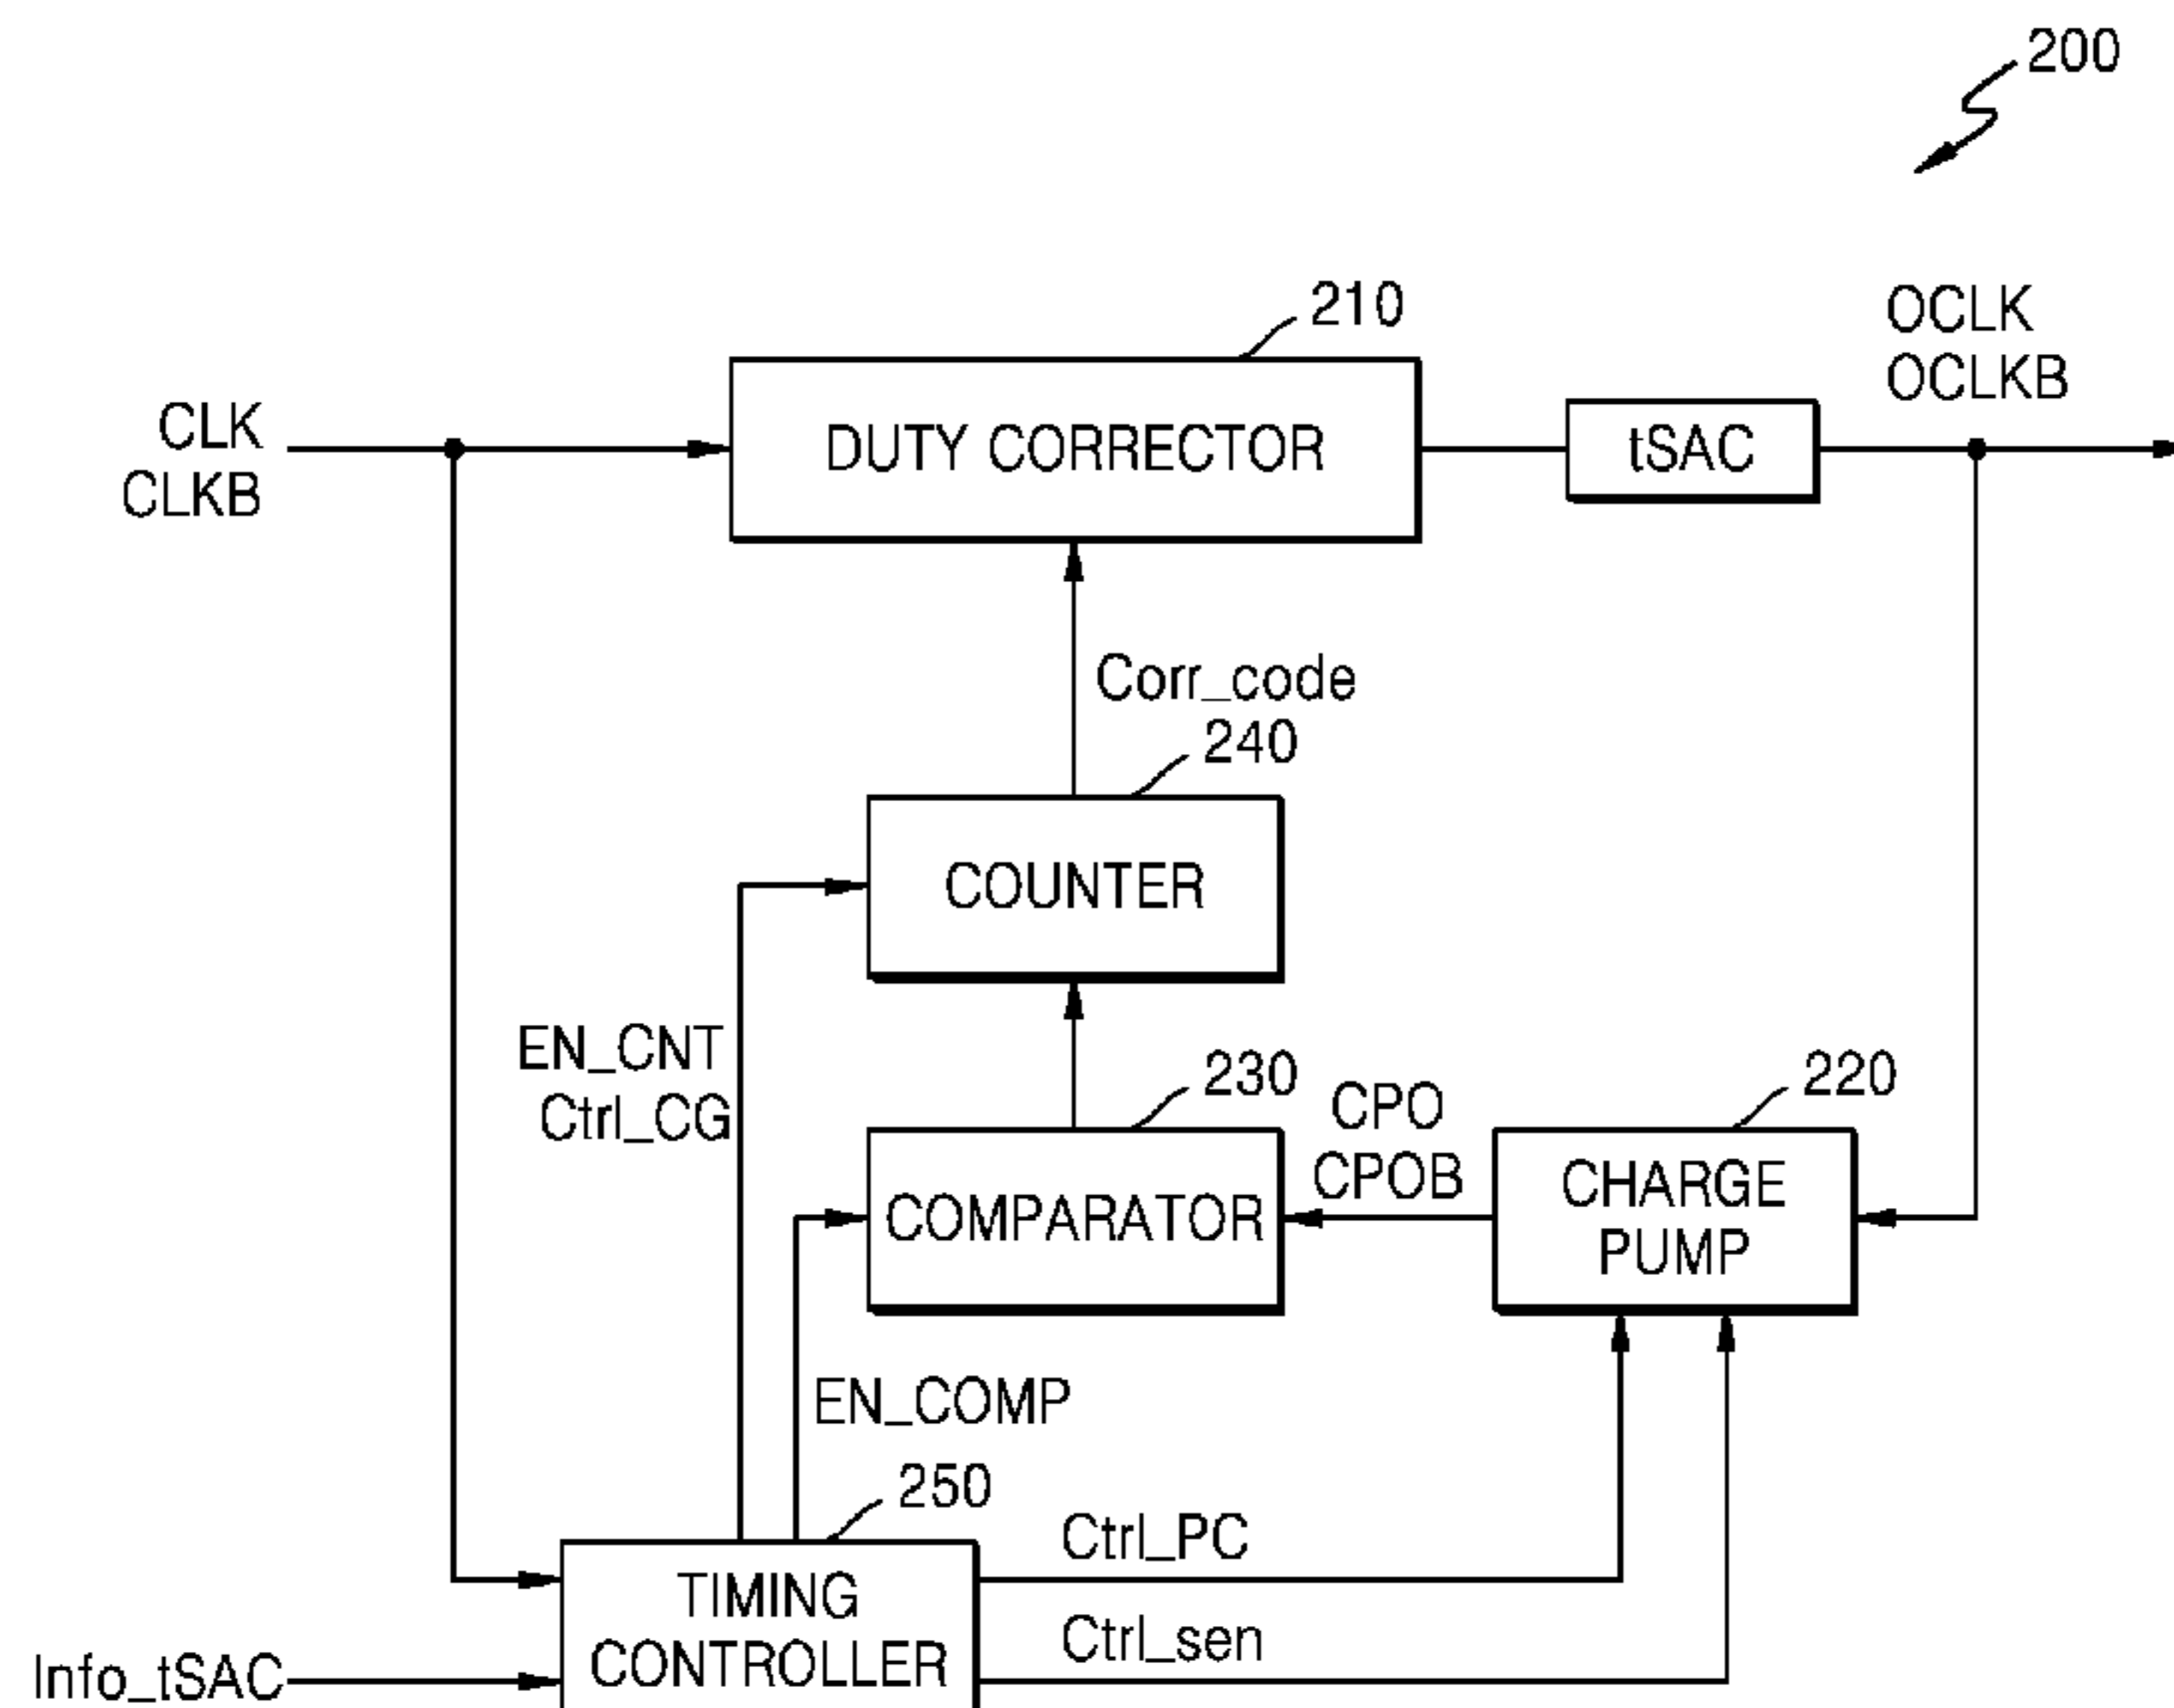 200
210
OCLK
OCLKB
CLK
CLKB
DUTY CORRECTOR
tSAC
Corr_code
240
COUNTER
EN_CNT
Ctrl_CG
230
CPO
CPOB
220
COMPARATOR
CHARGE
PUMP
EN_COMP
250
Ctrl_PC
TIMING
CONTROLLER
Ctrl_sen
Info_tSAC